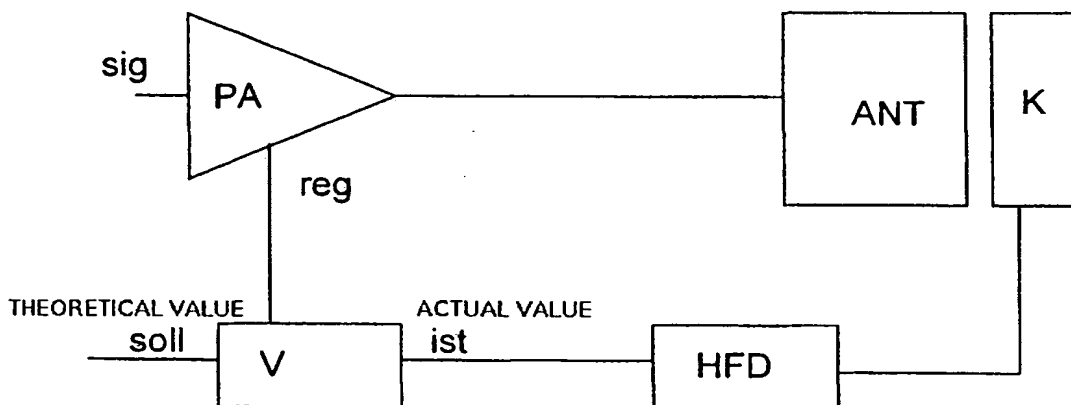 sig
PA
ANT
K
reg
THEORETICAL VALUE
soll
ACTUAL VALUE
ist
V
HFD